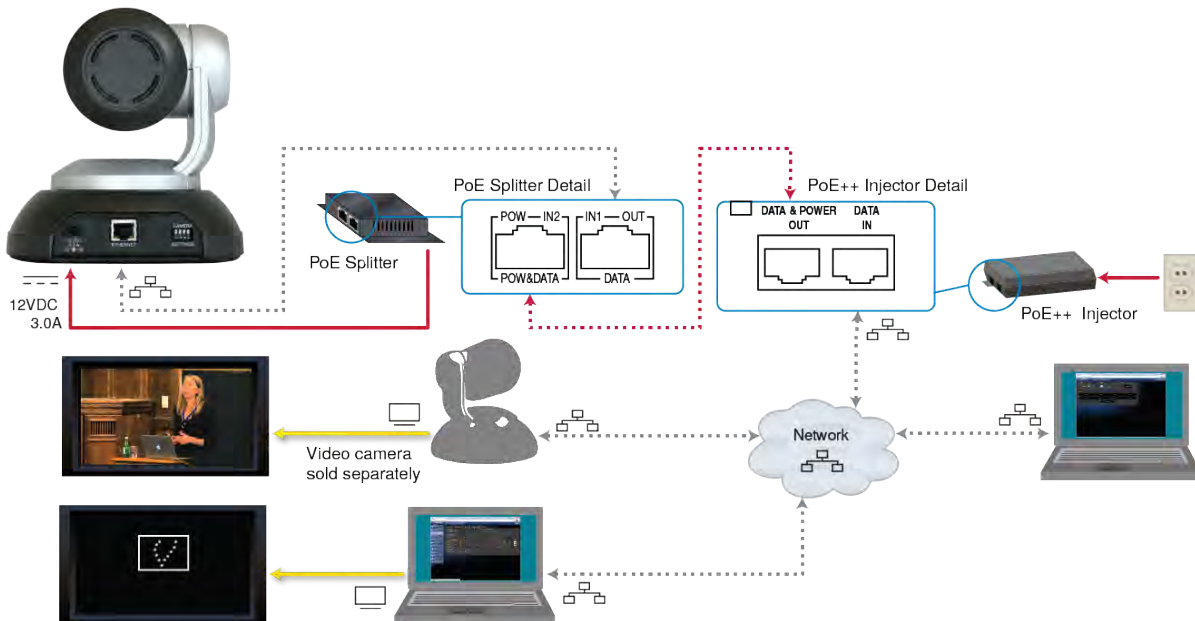 PoE Splitter Detail
PoE++ Injector Detail
POW
IN2
IN1
OUT
POW&DATA
DATA
DATA & POWER
OUT
DATA
IN
PoE Splitter
ETHERNET
12VDC
3.0A
PoE++ Injector
Video camera
sold separately
Network